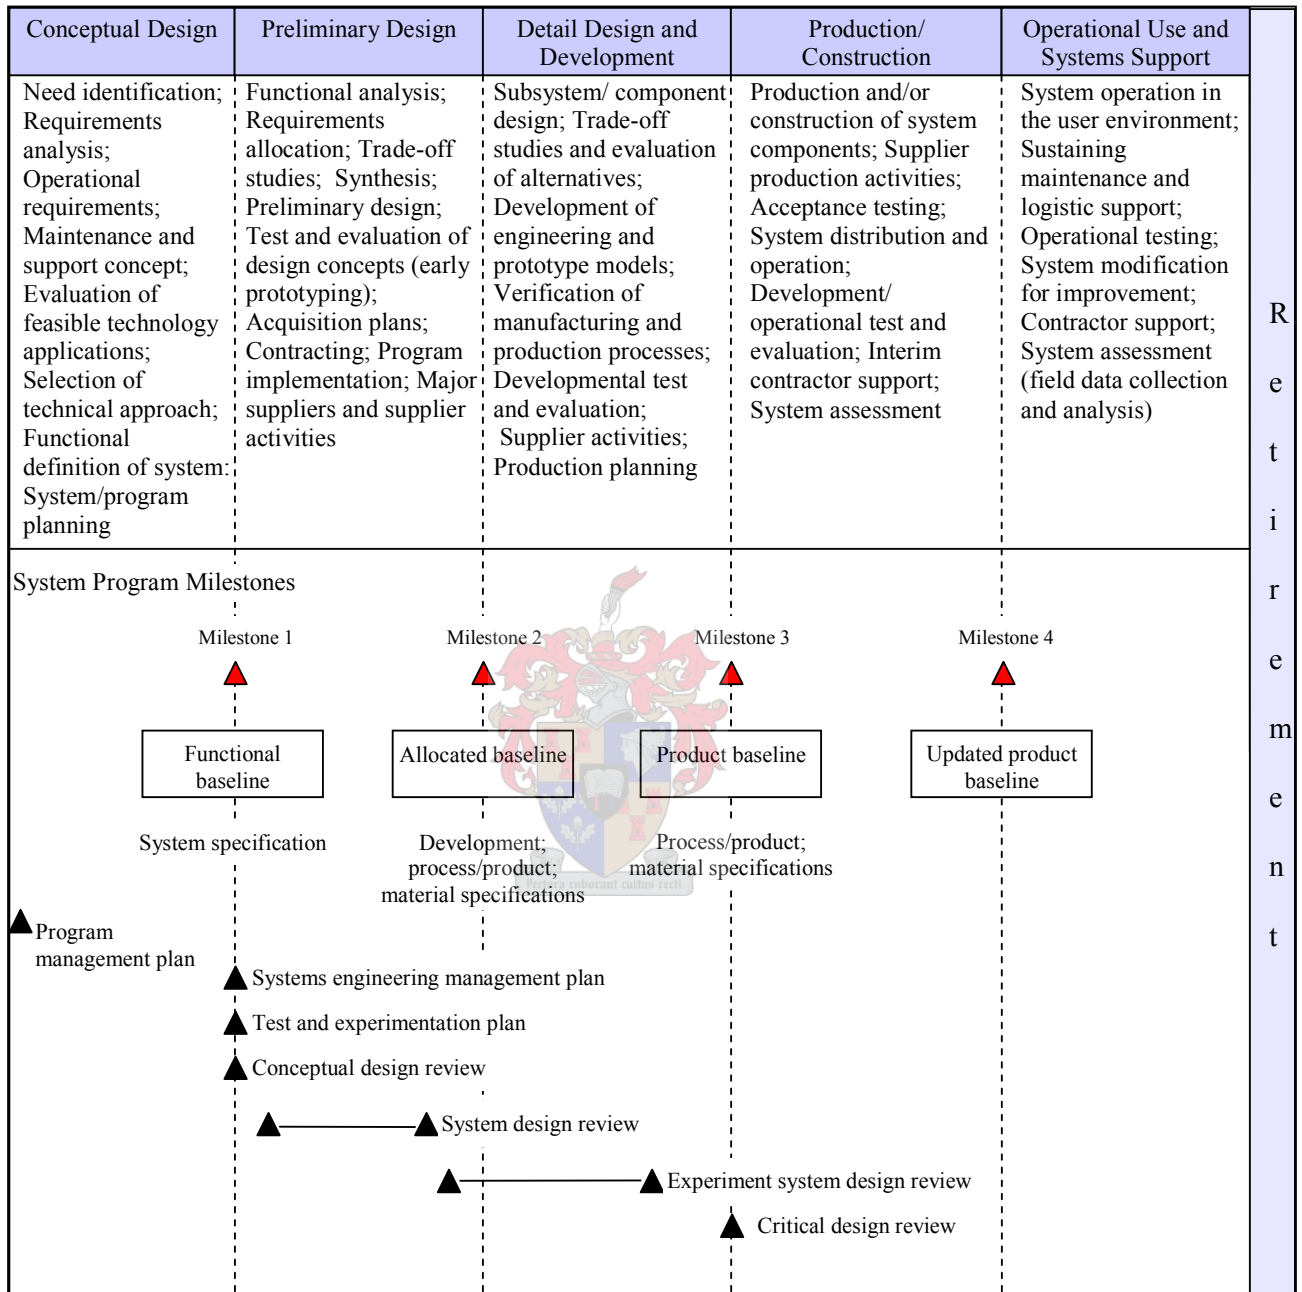 Conceptual Design
Preliminary Design
Detail Design and
Development
Production/
Construction
Operational Use and
Systems Support
Need identification;
Requirements
analysis;
Operational
requirements;
Maintenance and
support concept;
Evaluation of
feasible technology
applications;
Selection of
technical approach;
Functional
definition of system:
System/program
planning
Functional analysis;
Requirements
allocation; Trade-off
studies; Synthesis;
Preliminary design;
Test and evaluation of
design concepts (early
prototyping);
Acquisition plans;
Contracting; Program
implementation; Major
suppliers and supplier
activities
Subsystem/ component
design; Trade-off
studies and evaluation
of alternatives;
Development of
engineering and
prototype models;
Verification of
manufacturing and
production processes;
Developmental test
and evaluation;
Supplier activities;
Production planning
Production and/or
construction of system
components; Supplier
production activities;
Acceptance testing;
System distribution and
operation;
Development/
operational test and
evaluation; Interim
contractor support;
System assessment
System operation in
the user environment;
Sustaining
maintenance and
logistic support;
Operational testing;
System modification
for improvement;
Contractor support;
System assessment
(field data collection
and analysis)
Retirement
System Program Milestones
Milestone 1
Milestone 2
Milestone 3
Milestone 4
Functional
baseline
Allocated baseline
Product baseline
Updated product
baseline
System specification
Development;
process/product;
material specifications
Process/product;
material specifications
Pectora roborant cultus recti
Program
management plan
Systems engineering management plan
Test and experimentation plan
Conceptual design review
System design review
Experiment system design review
Critical design review